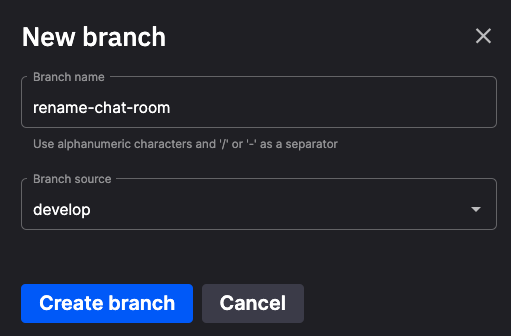 New branch
Branch name
rename-chat-room
Use alphanumeric characters and '/' or '-' as a separator
Branch source
develop
Create branch
Cancel